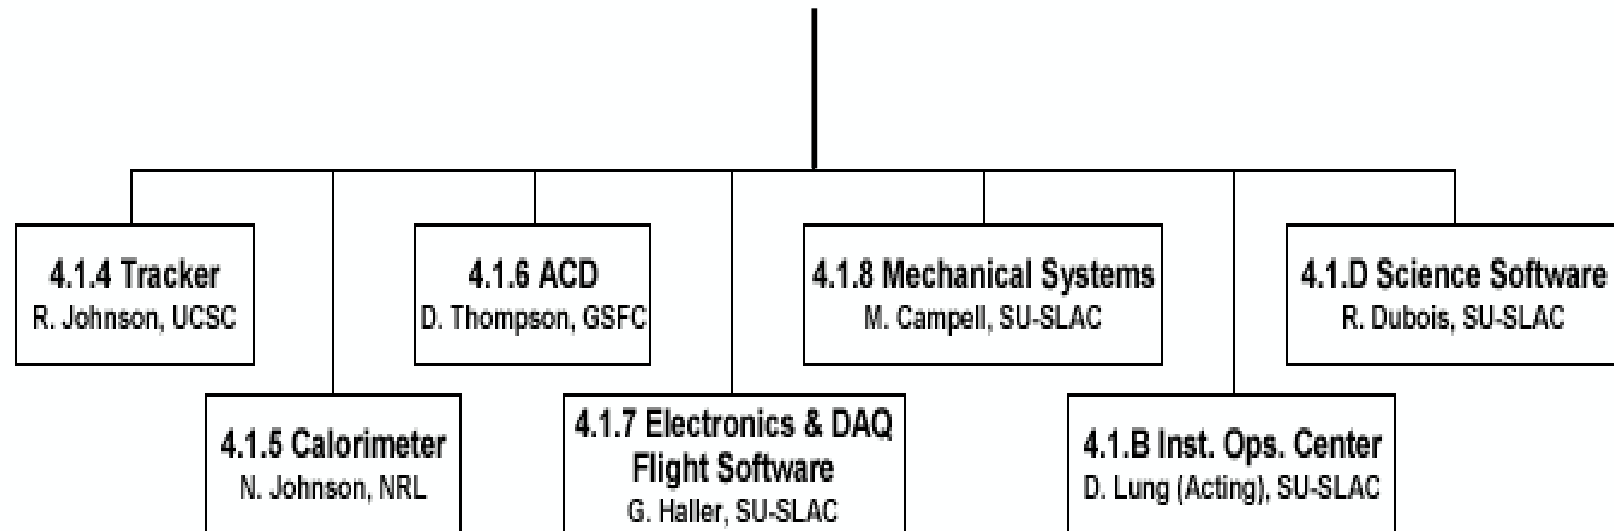 4.1.4 Tracker
R. Johnson, UCSC
4.1.6 ACD
D. Thompson, GSFC
4.1.8 Mechanical Systems
M. Campell, SU-SLAC
4.1.D Science Software
R. Dubois, SU-SLAC
4.1.5 Calorimeter
N. Johnson, NRL
4.1.7 Electronics & DAQ
Flight Software
G. Haller, SU-SLAC
4.1.B Inst. Ops. Center
D. Lung (Acting), SU-SLAC